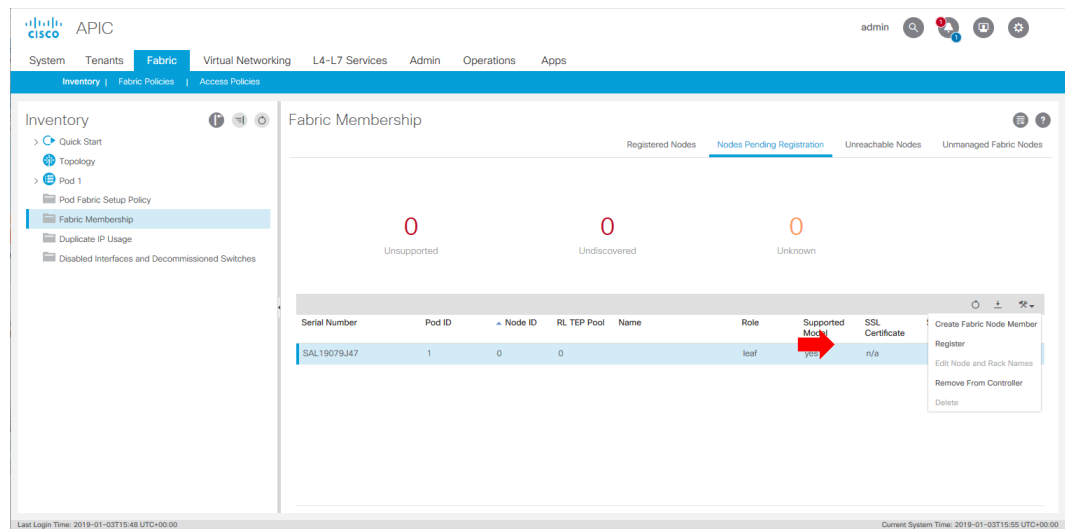 CISCO APIC admin 1 1
System Tenants Fabric Virtual Networking L4-L7 Services Admin Operations Apps
Inventory | Fabric Policies | Access Policies
Inventory
Quick Start
Topology
Pod 1
Pod Fabric Setup Policy
Fabric Membership
Duplicate IP Usage
Disabled Interfaces and Decommissioned Switches
Fabric Membership ?
Registered Nodes Nodes Pending Registration Unreachable Nodes Unmanaged Fabric Nodes
0 0 0
Unsupported Undiscovered Unknown
Serial Number Pod ID Node ID RL TEP Pool Name Role Supported Model SSL Certificate
SAL19079J47 1 0 0 leaf yes n/a
Create Fabric Node Member
Register
Edit Node and Rack Names
Remove From Controller
Delete
Last Login Time: 2019-01-03T15:48 UTC+00:00 Current System Time: 2019-01-03T15:55 UTC+00:00